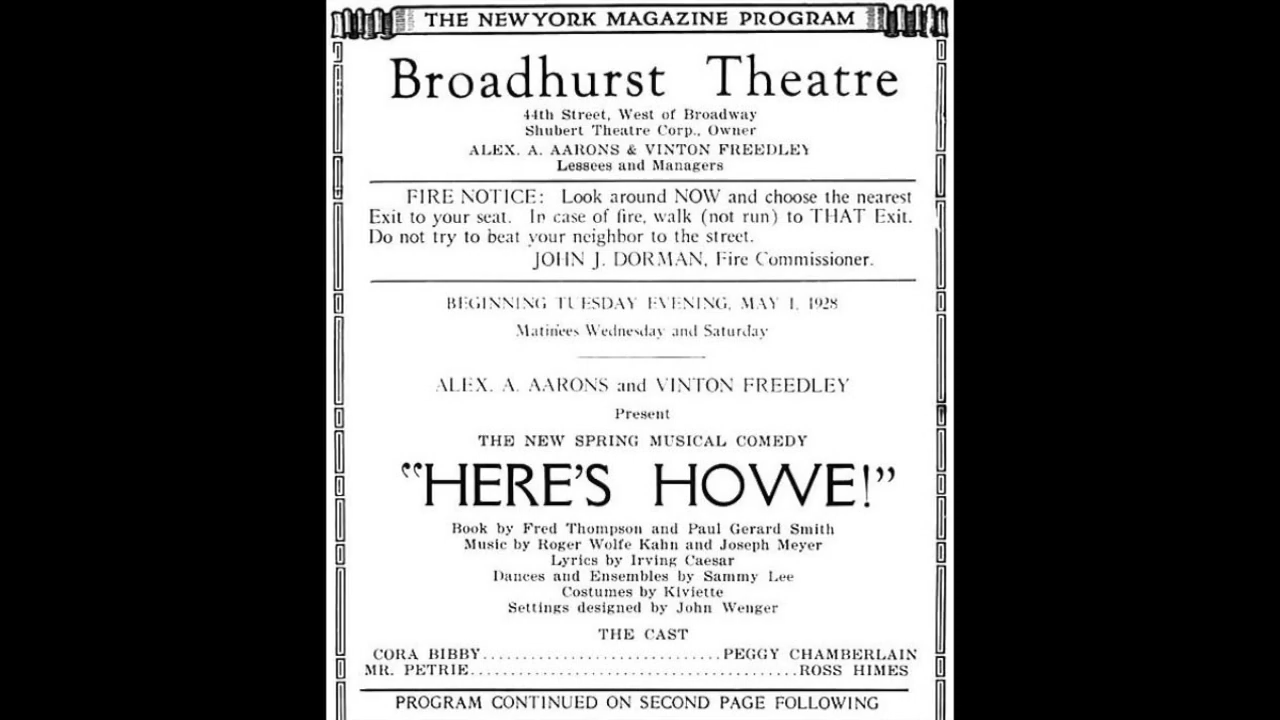 THE NEW YORK MAGAZINE PROGRAM
Broadhurst Theatre
44th Street, West of Broadway
Shubert Theatre Corp., Owner
ALEX. A. AARONS & VINTON FREEDLEY
Lessees and Managers
FIRE NOTICE: Look around NOW and choose the nearest
Exit to your seat. In case of fire, walk (not run) to THAT Exit.
Do not try to beat your neighbor to the street.
JOHN J. DORMAN, Fire Commissioner.
BEGINNING TUESDAY EVENING, MAY 1, 1928
Matinees Wednesday and Saturday
ALEX. A. AARONS and VINTON FREEDLEY
Present
THE NEW SPRING MUSICAL COMEDY
“HERE'S HOWE!”
Book by Fred Thompson and Paul Gerard Smith
Music by Roger Wolfe Kahn and Joseph Meyer
Lyrics by Irving Caesar
Dances and Ensembles by Sammy Lee
Costumes by Kiviette
Settings designed by John Wenger
THE CAST
CORA BIBBY..............................PEGGY CHAMBERLAIN
MR. PETRIE.........................................ROSS HIMES
PROGRAM CONTINUED ON SECOND PAGE FOLLOWING